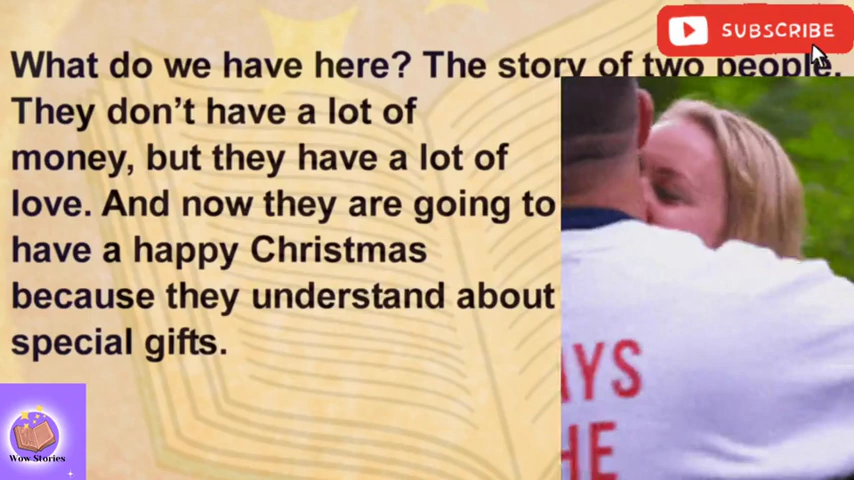 SUBSCRIBE
What do we have here? The story of two people.
They don't have a lot of
money, but they have a lot of
love. And now they are going to
have a happy Christmas
because they understand about
special gifts.
AYS
HE
Wow Stories